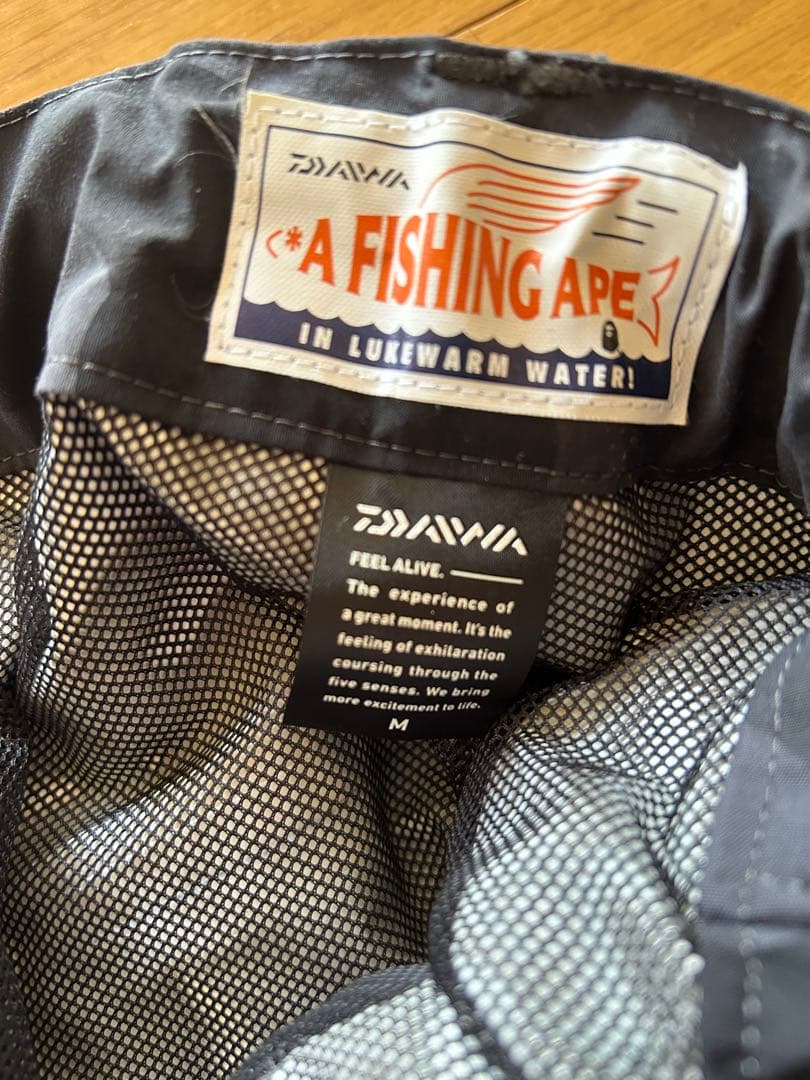 DAIWA
<*A FISHING APE
IN LUKEWARM WATER!
DAIWA
FEEL ALIVE.
The experience of
a great moment. It's the
feeling of exhilaration
coursing through the
five senses. We bring
more excitement to life.
M